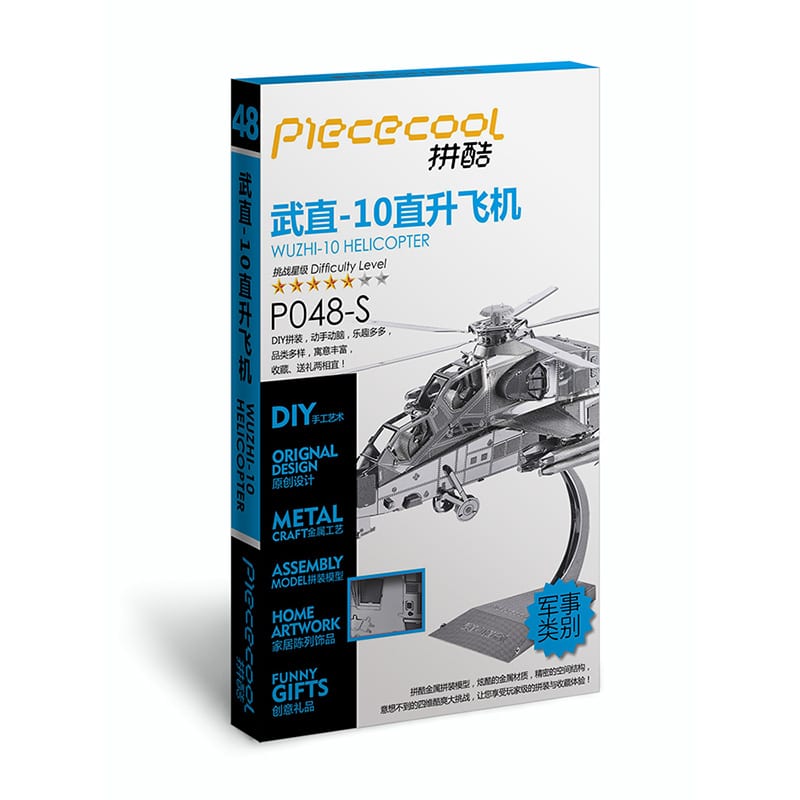 48
武直-10直升飞机
WUZHI-10
HELICOPTER
piececool
拼酷
piececool
拼酷
武直-10直升飞机
WUZHI-10 HELICOPTER
挑战星级 Difficulty Level
P048-S
DIY拼装，动手动脑，乐趣多多，
品类多样，寓意丰富，
收藏、送礼两相宜！
DIY手工艺术
ORIGNAL
DESIGN
原创设计
METAL
CRAFT金属工艺
ASSEMBLY
MODEL拼装模型
HOME
ARTWORK
家居陈列饰品
FUNNY
GIFTS
创意礼品
军事
类别
拼酷金属拼装模型，炫酷的金属材质，精密的空间结构，
意想不到的四维酷爽大挑战，让您享受玩家级的拼装与收藏体验！